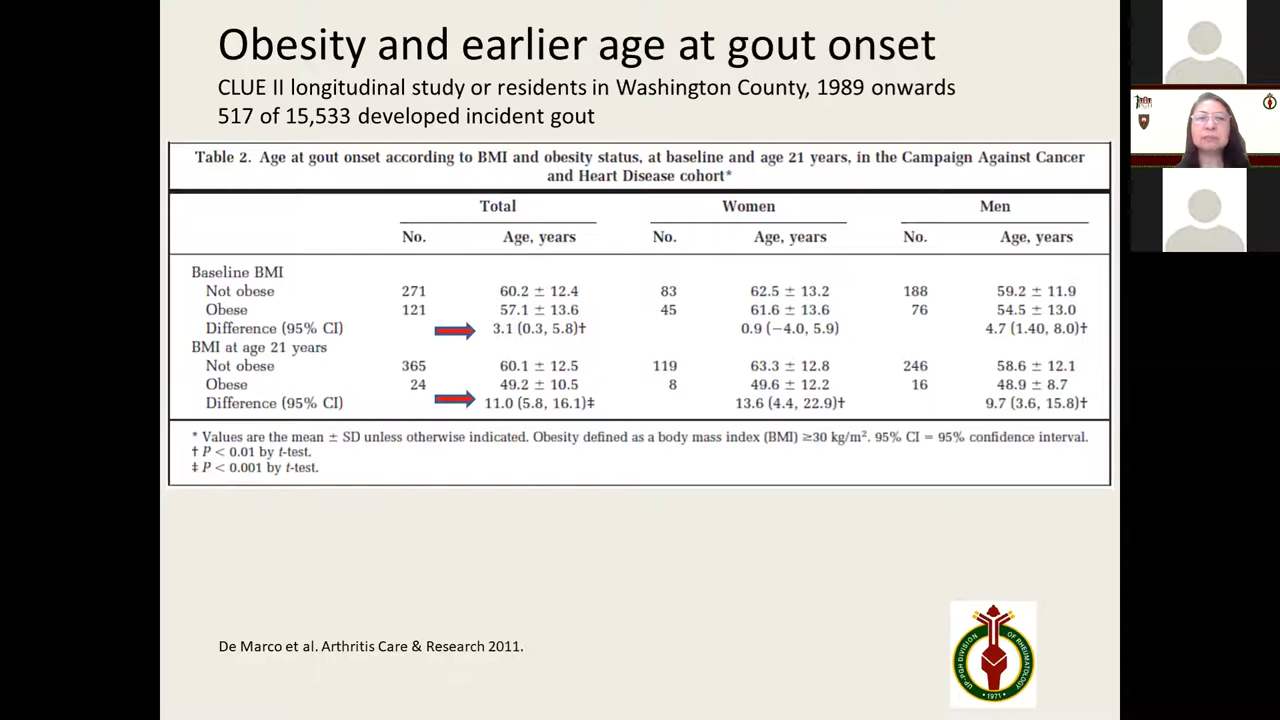 Obesity and earlier age at gout onset
CLUE II longitudinal study or residents in Washington County, 1989 onwards
517 of 15,533 developed incident gout
Table 2. Age at gout onset according to BMI and obesity status, at baseline and age 21 years, in the Campaign Against Cancer
and Heart Disease cohort*
Total Women Men
No. Age, years No. Age, years No. Age, years
Baseline BMI
Not obese 271 60.2 ± 12.4 83 62.5 ± 13.2 188 59.2 ± 11.9
Obese 121 57.1 ± 13.6 45 61.6 ± 13.6 76 54.5 ± 13.0
Difference (95% CI) 3.1 (0.3, 5.8)† 0.9 (−4.0, 5.9) 4.7 (1.40, 8.0)†
BMI at age 21 years
Not obese 365 60.1 ± 12.5 119 63.3 ± 12.8 246 58.6 ± 12.1
Obese 24 49.2 ± 10.5 8 49.6 ± 12.2 16 48.9 ± 8.7
Difference (95% CI) 11.0 (5.8, 16.1)‡ 13.6 (4.4, 22.9)† 9.7 (3.6, 15.8)†
* Values are the mean ± SD unless otherwise indicated. Obesity defined as a body mass index (BMI) ≥30 kg/m². 95% CI = 95% confidence interval.
† P < 0.01 by t-test.
‡ P < 0.001 by t-test.
De Marco et al. Arthritis Care & Research 2011.
UP-PGH DIVISION OF RHEUMATOLOGY
• 1971 •